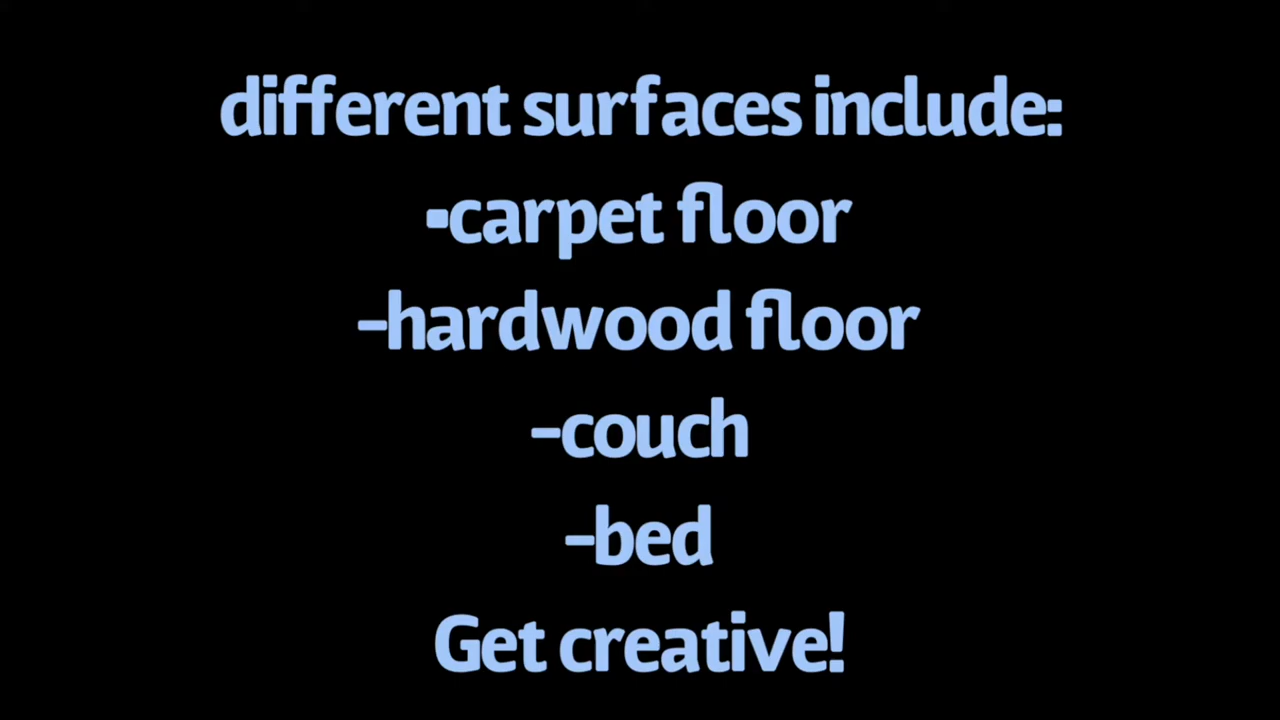 different surfaces include:
-carpet floor
-hardwood floor
-couch
-bed
Get creative!